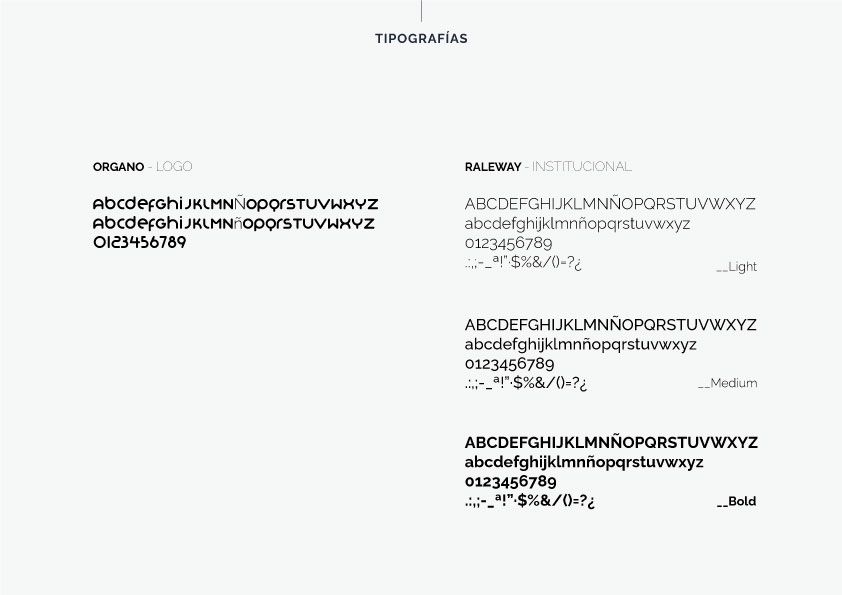 TIPOGRAFÍAS
ORGANO - LOGO
AbcdefGhiJKLMNÑOpQrSTUVWXYZ
AbcdefGhiJKLMNñOpQrSTUVWXYZ
0123456789
RALEWAY - INSTITUCIONAL
ABCDEFGHIJKLMNÑOPQRSTUVWXYZ
abcdefghijklmnñopqrstuvwxyz
0123456789
.:,;-_ª!"·$%&/()=?¿
__Light
ABCDEFGHIJKLMNÑOPQRSTUVWXYZ
abcdefghijklmnñopqrstuvwxyz
0123456789
.:,;-_ª!"·$%&/()=?¿
__Medium
ABCDEFGHIJKLMNÑOPQRSTUVWXYZ
abcdefghijklmnñopqrstuvwxyz
0123456789
.:,;-_ª!"·$%&/()=?¿
__Bold